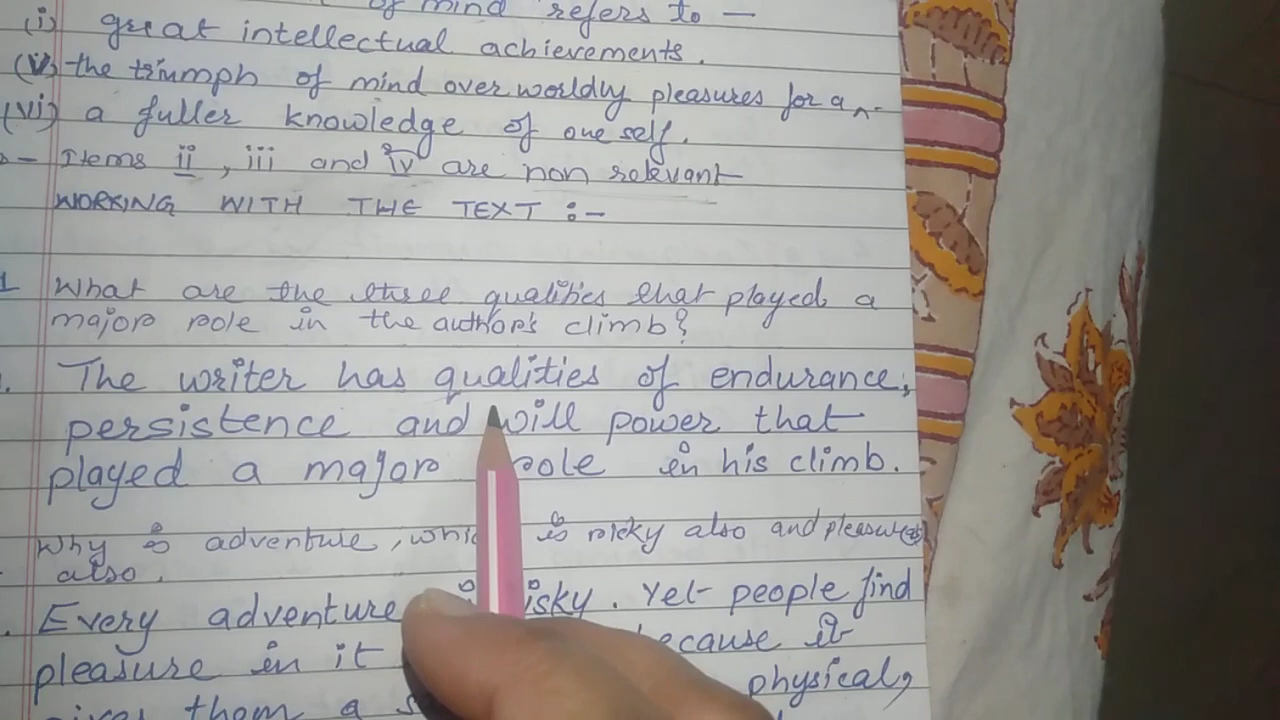 of mind refers to —
(i) great intellectual achievements.
(v) the triumph of mind over worldly pleasures for a
(vi) a fuller knowledge of oneself.
Items ii, iii and iv are non relevant
WORKING WITH THE TEXT :-
1 What are the three qualities that played a
major role in the author's climb?
The writer has qualities of endurance,
persistence and will power that
played a major role in his climb.
Why is adventure, is risky also and pleasure
also.
Every adventure risky. Yet people find
pleasure in it because it
physical,
gives them a